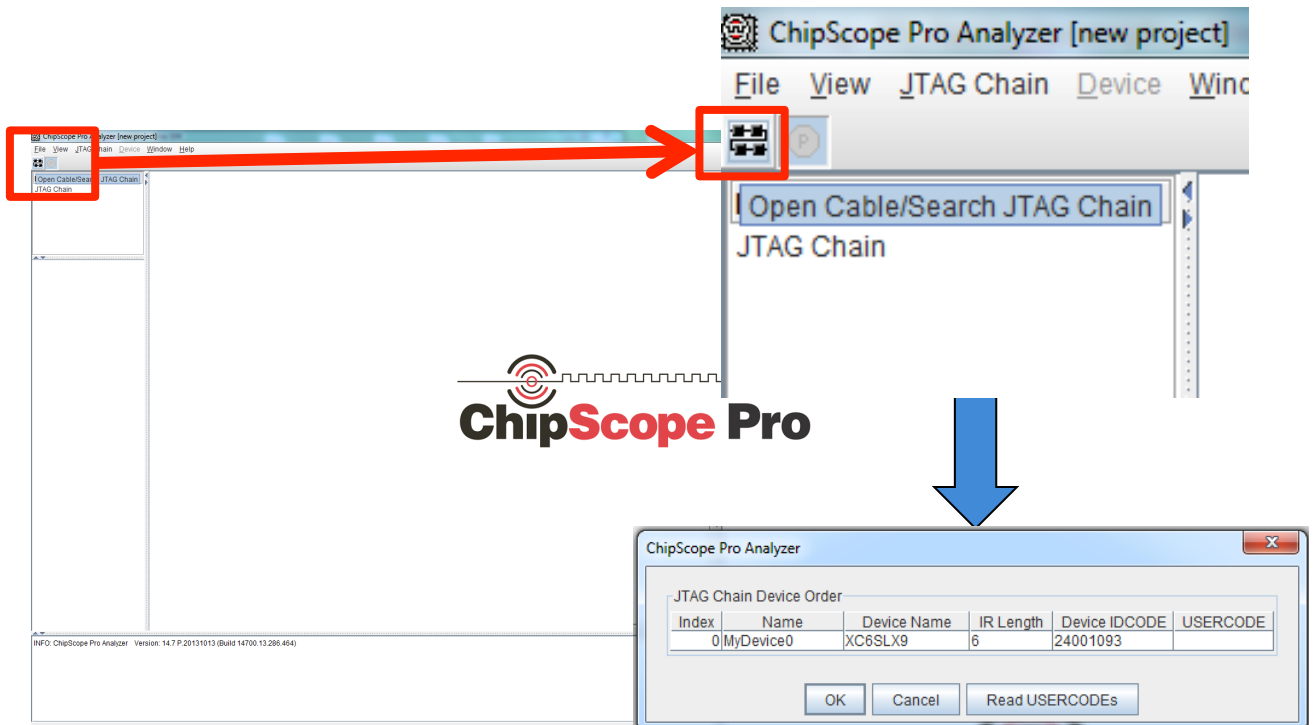 ChipScope Pro Analyzer [new project]
File View JTAG Chain Device Window Help
Open Cable/Search JTAG Chain
JTAG Chain
ChipScope Pro Analyzer [new project]
File View JTAG Chain Device Winc
P
Open Cable/Search JTAG Chain
JTAG Chain
ChipScope Pro
ChipScope Pro Analyzer
JTAG Chain Device Order
Index Name Device Name IR Length Device IDCODE USERCODE
0 MyDevice0 XC6SLX9 6 24001093
OK Cancel Read USERCODEs
INFO: ChipScope Pro Analyzer Version: 14.7 P.20131013 (Build 14700.13.286.464)